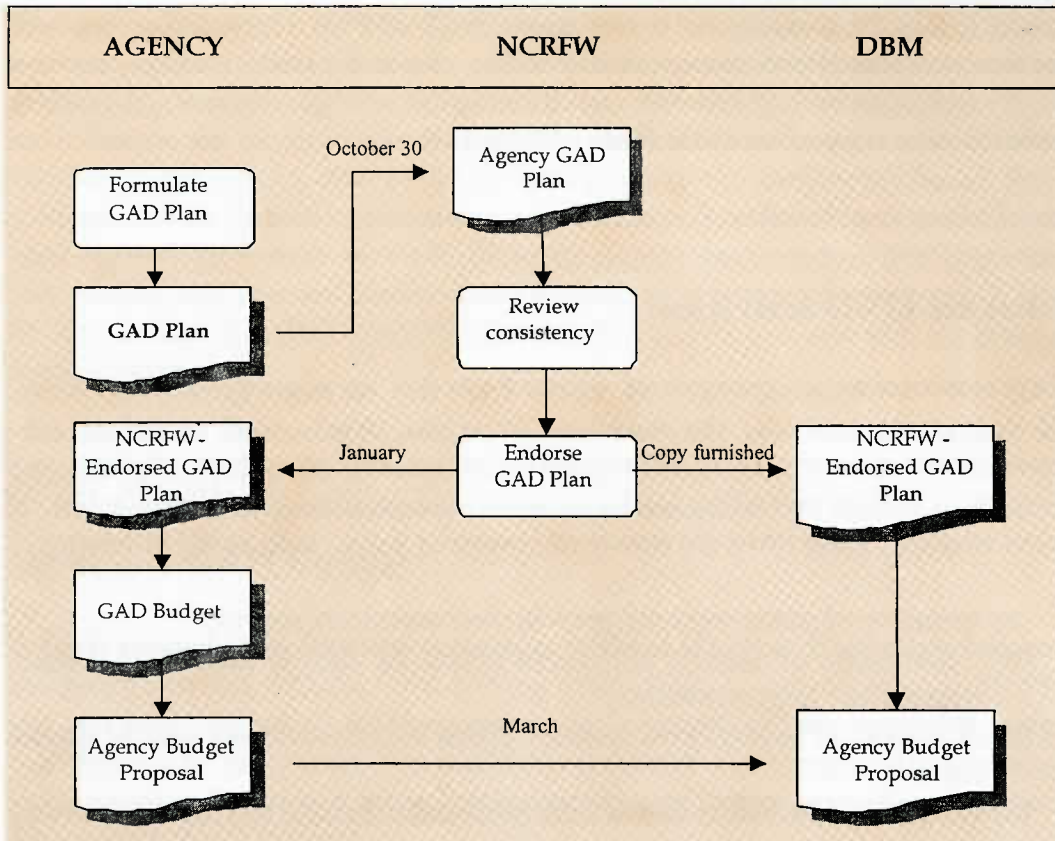 AGENCY NCRFW DBM
October 30
Agency GAD
Plan
Formulate
GAD Plan
GAD Plan
Review
consistency
NCRFW -
Endorsed GAD
Plan
January
Endorse
GAD Plan
Copy furnished
NCRFW -
Endorsed GAD
Plan
GAD Budget
Agency Budget
Proposal
March
Agency Budget
Proposal